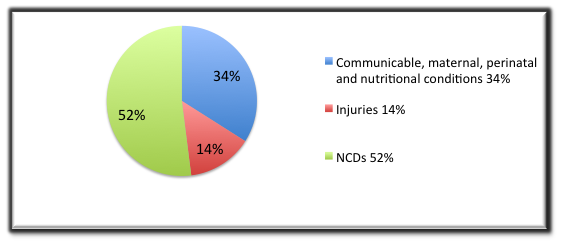 34%
14%
52%
Communicable, maternal, perinatal
and nutritional conditions 34%
Injuries 14%
NCDs 52%